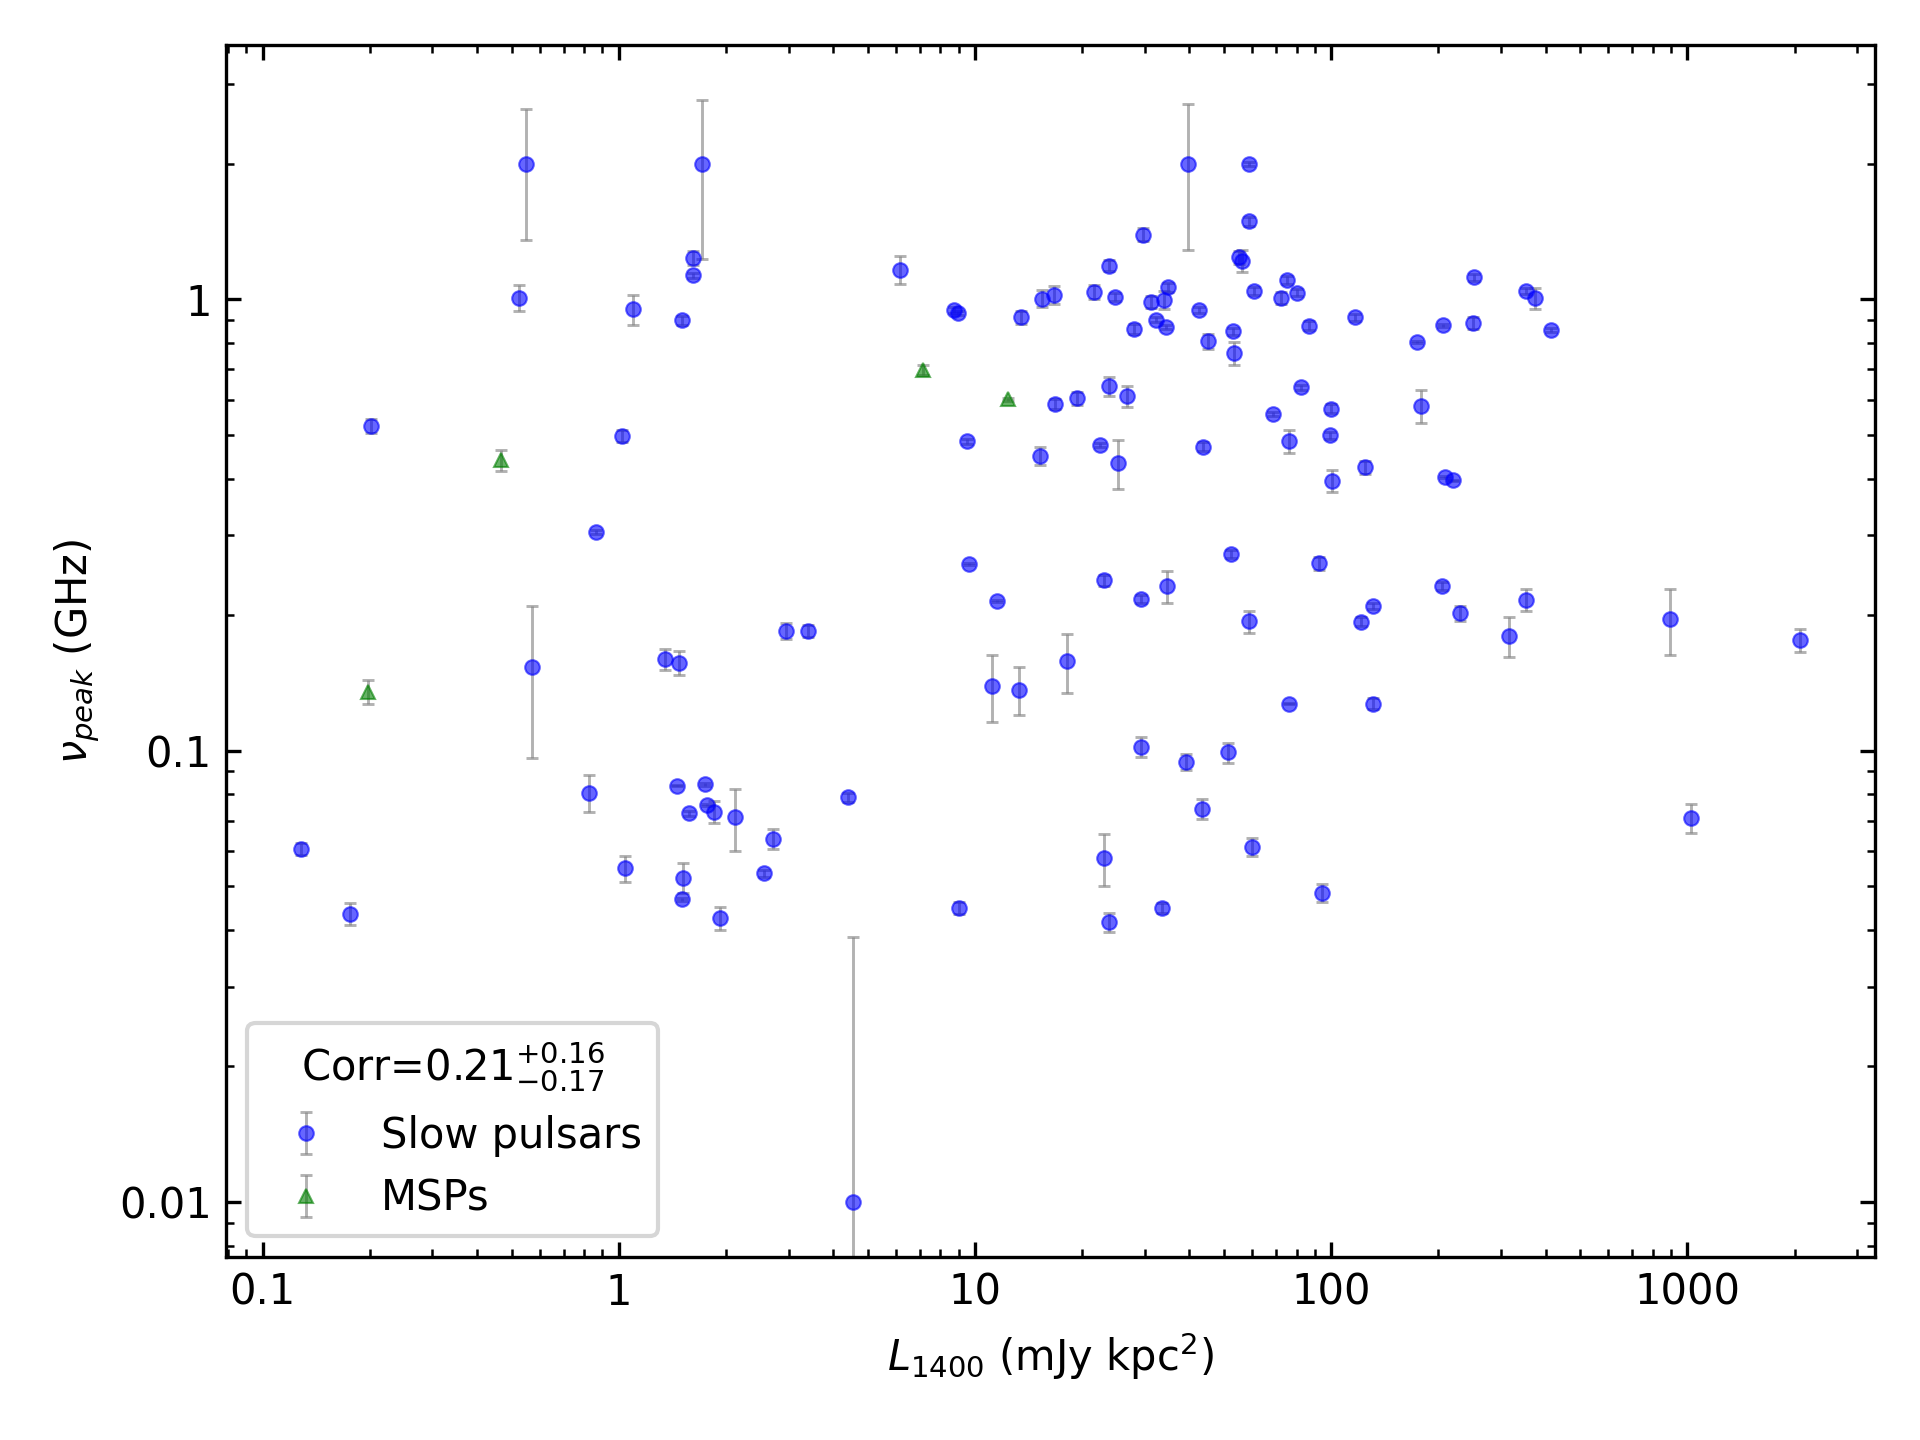 1
0.1
0.01
ν_peak (GHz)
Corr=0.21^{+0.16}_{−0.17}
Slow pulsars
MSPs
0.1 1 10 100 1000
L_1400 (mJy kpc²)